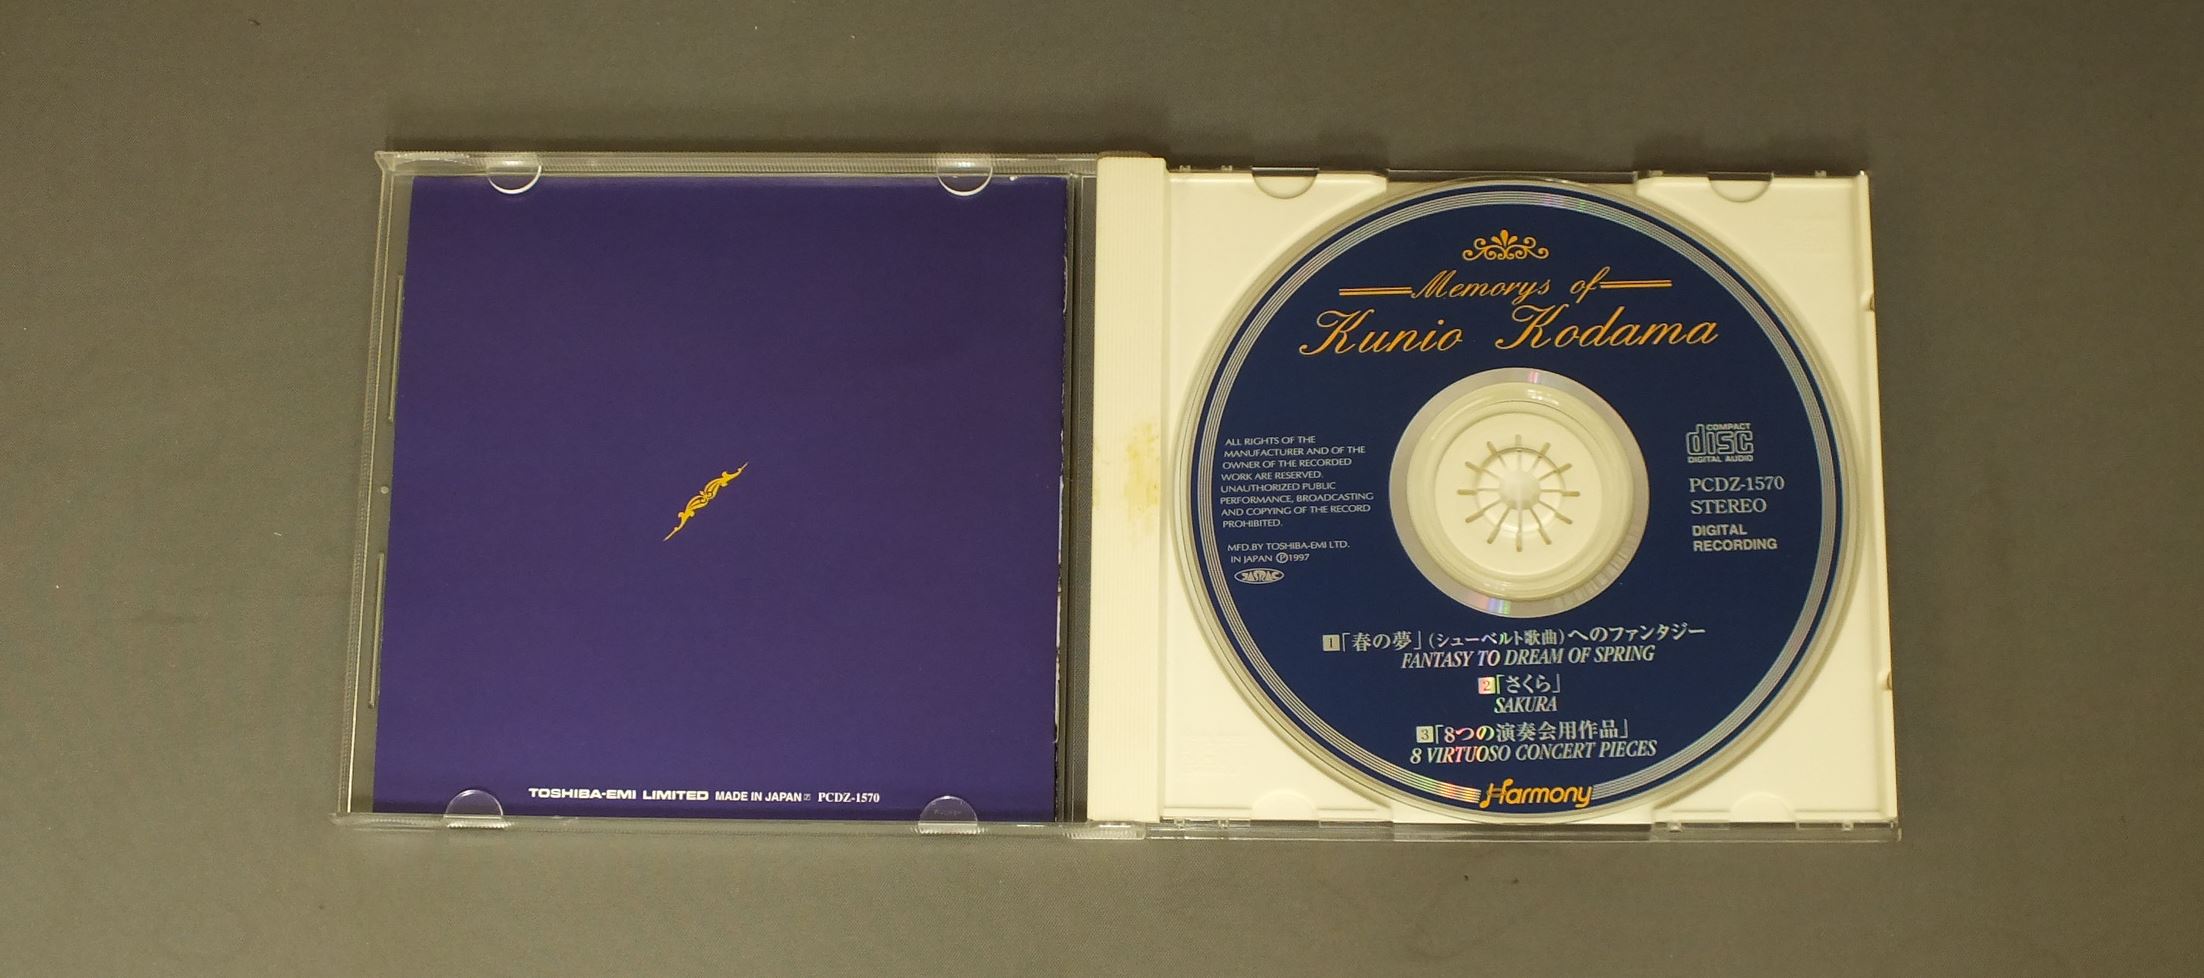 TOSHIBA-EMI LIMITED MADE IN JAPAN PCDZ-1570
Memorys of
Kunio Kodama
ALL RIGHTS OF THE
MANUFACTURER AND OF THE
OWNER OF THE RECORDED
WORK ARE RESERVED.
UNAUTHORIZED PUBLIC
PERFORMANCE, BROADCASTING
AND COPYING OF THE RECORD
PROHIBITED.
MFD.BY TOSHIBA-EMI LTD.
IN JAPAN Ⓟ1997
JASRAC
COMPACT
disc
DIGITAL AUDIO
PCDZ-1570
STEREO
DIGITAL
RECORDING
1「春の夢」(シューベルト歌曲)へのファンタジー
FANTASY TO DREAM OF SPRING
2「さくら」
SAKURA
3「8つの演奏会用作品」
8 VIRTUOSO CONCERT PIECES
Harmony